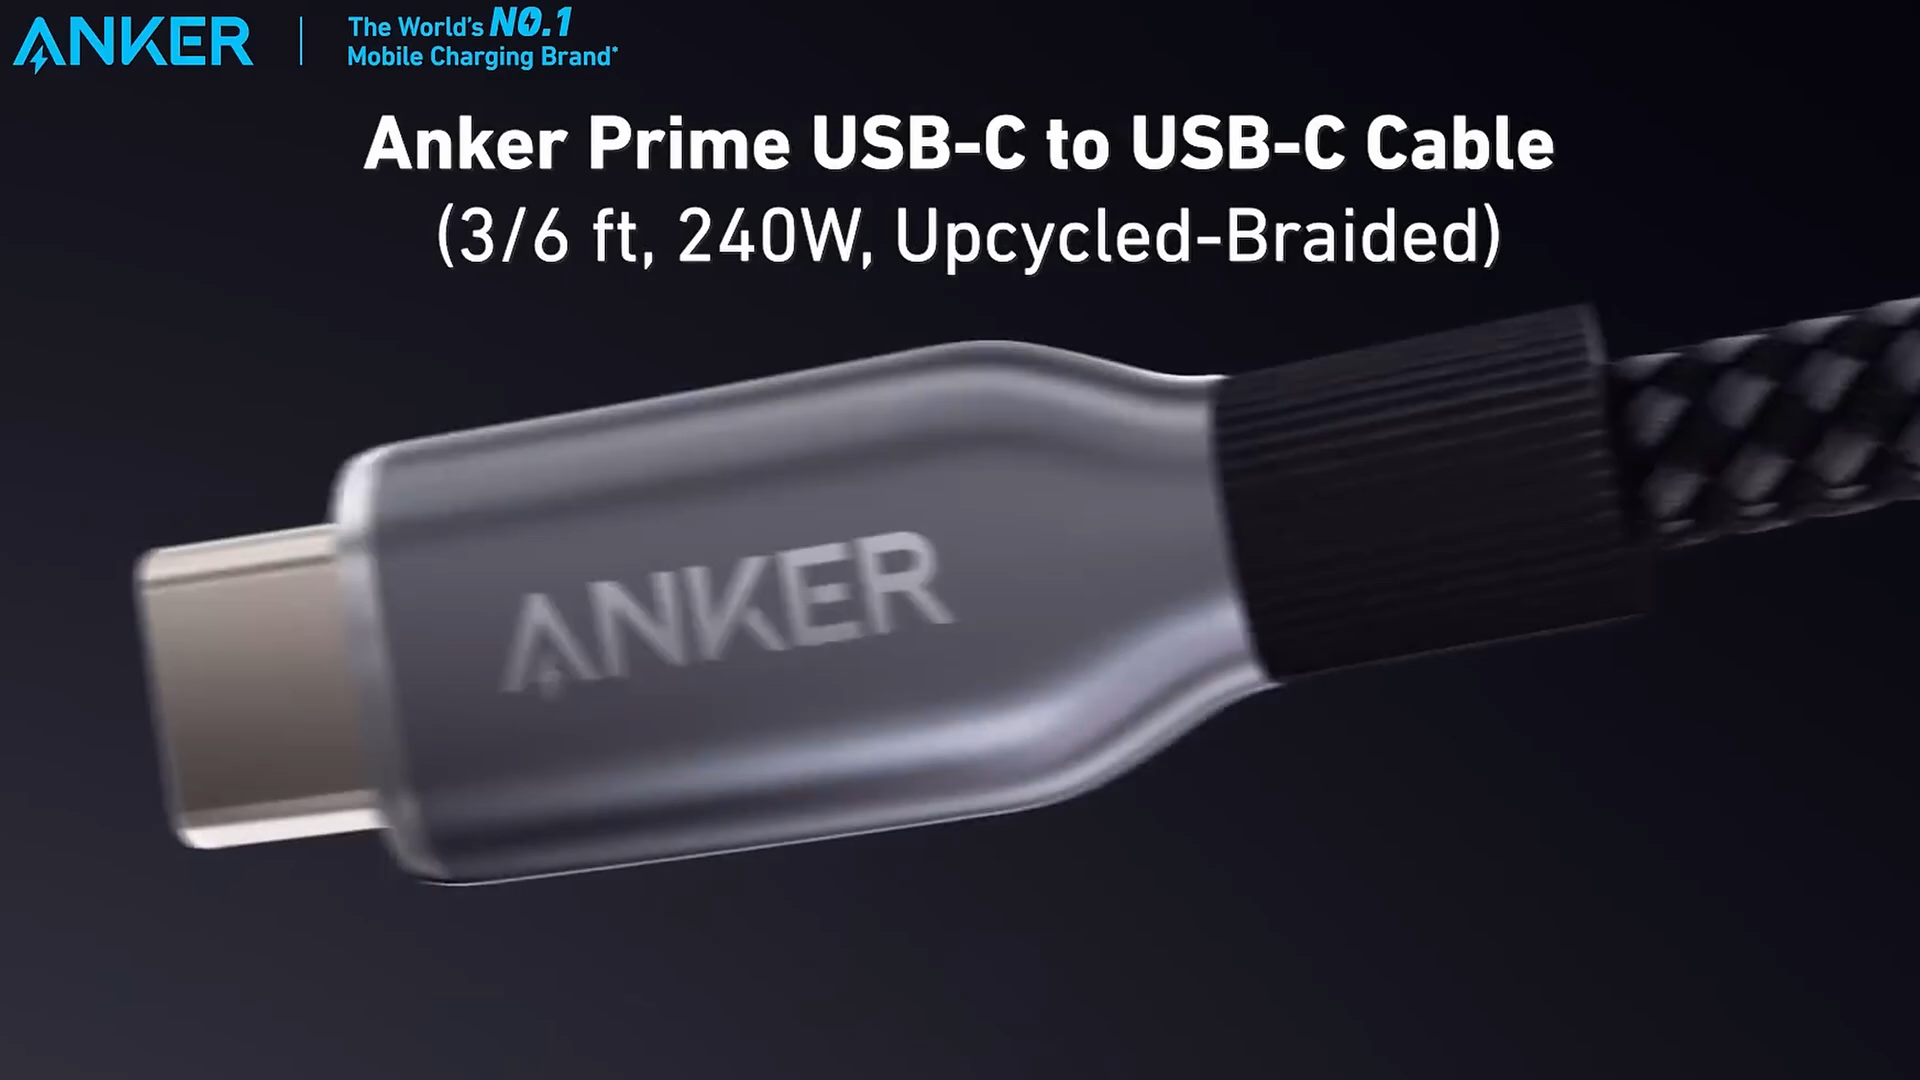 ANKER
The World's NO.1
Mobile Charging Brand*
Anker Prime USB-C to USB-C Cable
(3/6 ft, 240W, Upcycled-Braided)
ANKER